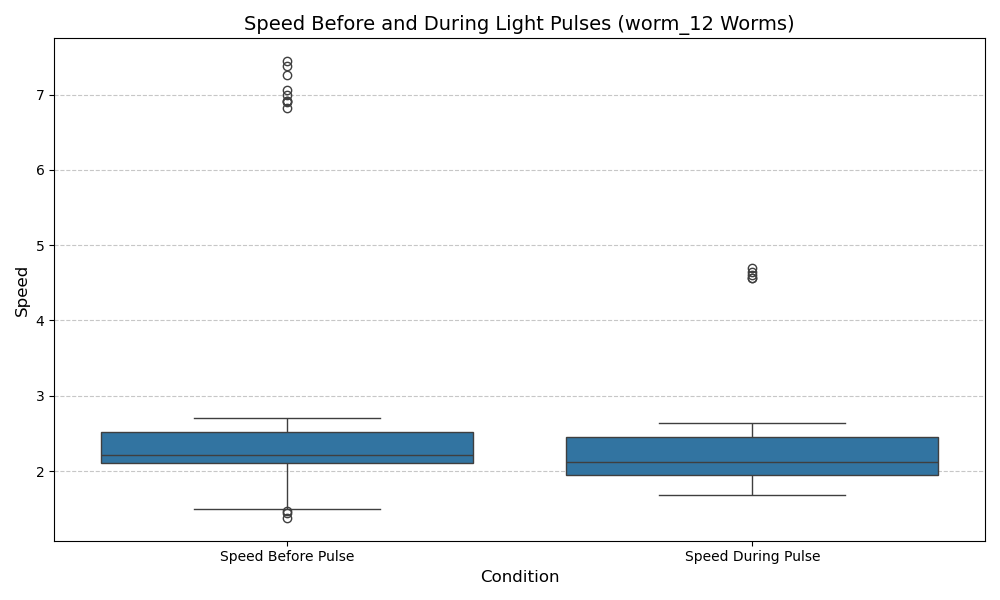 Speed Before and During Light Pulses (worm_12 Worms)
7
6
5
4
3
2
Speed
Speed Before Pulse
Speed During Pulse
Condition